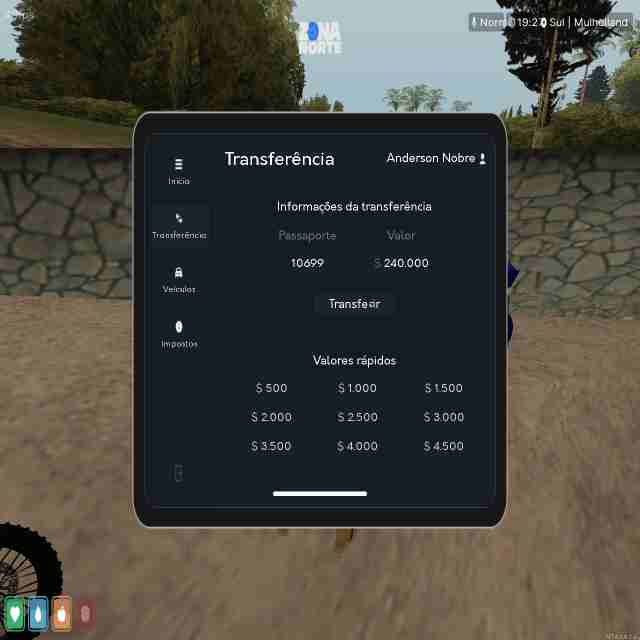 ZONA
NORTE
Norm
19:2
Sul | Mulholland
Transferência
Anderson Nobre
Início
Transferência
Veículos
Impostos
Informações da transferência
Passaporte
Valor
10699
$ 240.000
Transferir
Valores rápidos
$ 500
$ 1.000
$ 1.500
$ 2.000
$ 2.500
$ 3.000
$ 3.500
$ 4.000
$ 4.500